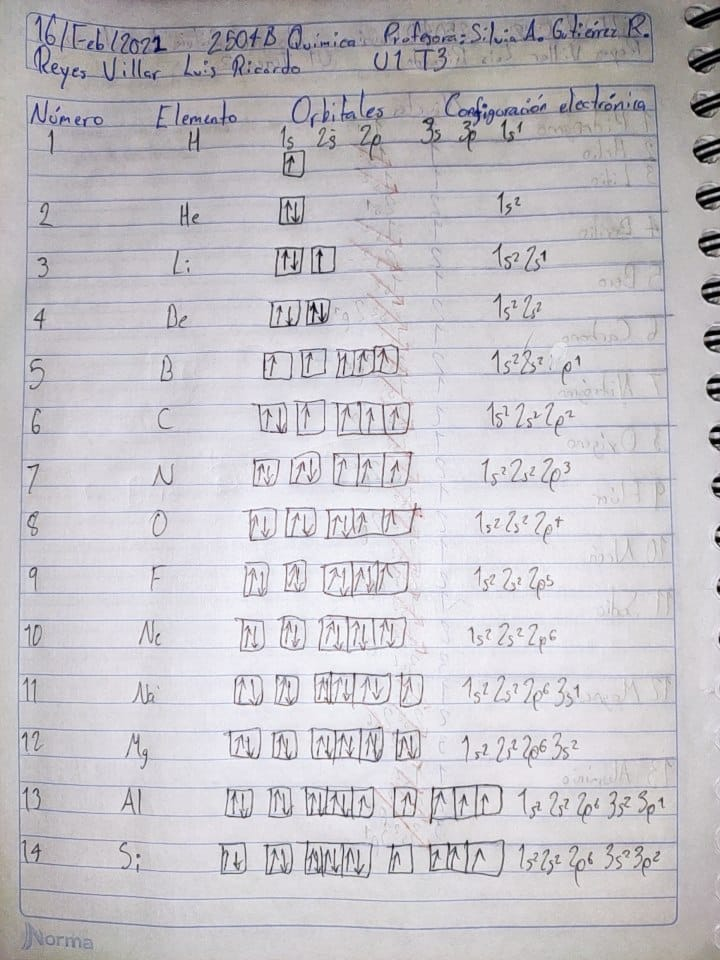 16/Feb/2021 2504B Química Profesora: Silvia A. Gutiérrez R.
Reyes Villar Luis Ricardo U1 T3
Número Elemento Orbitales Configuración electrónica
1 H 1s 2s 2p 3s 3p 1s¹
↑
2 He ↑↓ 1s²
3 Li ↑↓ ↑ 1s² 2s¹
4 Be ↑↓ ↑↓ 1s² 2s²
5 B ↑ ↑ ↑ ↑ ↑ 1s² 2s² p¹
6 C ↑↓ ↑ ↑ ↑ ↑ 1s² 2s² 2p²
7 N ↑↓ ↑↓ ↑ ↑ ↑ 1s² 2s² 2p³
8 O ↑↓ ↑↓ ↑↓ ↑ ↑ 1s² 2s² 2p⁴
9 F ↑↓ ↑↓ ↑↓ ↑↓ ↑ 1s² 2s² 2p⁵
10 Ne ↑↓ ↑↓ ↑↓ ↑↓ ↑↓ 1s² 2s² 2p⁶
11 Na ↑↓ ↑↓ ↑↓ ↑↓ ↑↓ ↑ 1s² 2s² 2p⁶ 3s¹
12 Mg ↑↓ ↑↓ ↑↓ ↑↓ ↑↓ ↑↓ 1s² 2s² 2p⁶ 3s²
13 Al ↑↓ ↑↓ ↑↓ ↑↓ ↑↓ ↑ ↑ ↑ ↑ 1s² 2s² 2p⁶ 3s² 3p¹
14 Si ↑↓ ↑↓ ↑↓ ↑↓ ↑↓ ↑ ↑ ↑ ↑ 1s² 2s² 2p⁶ 3s² 3p²
Norma